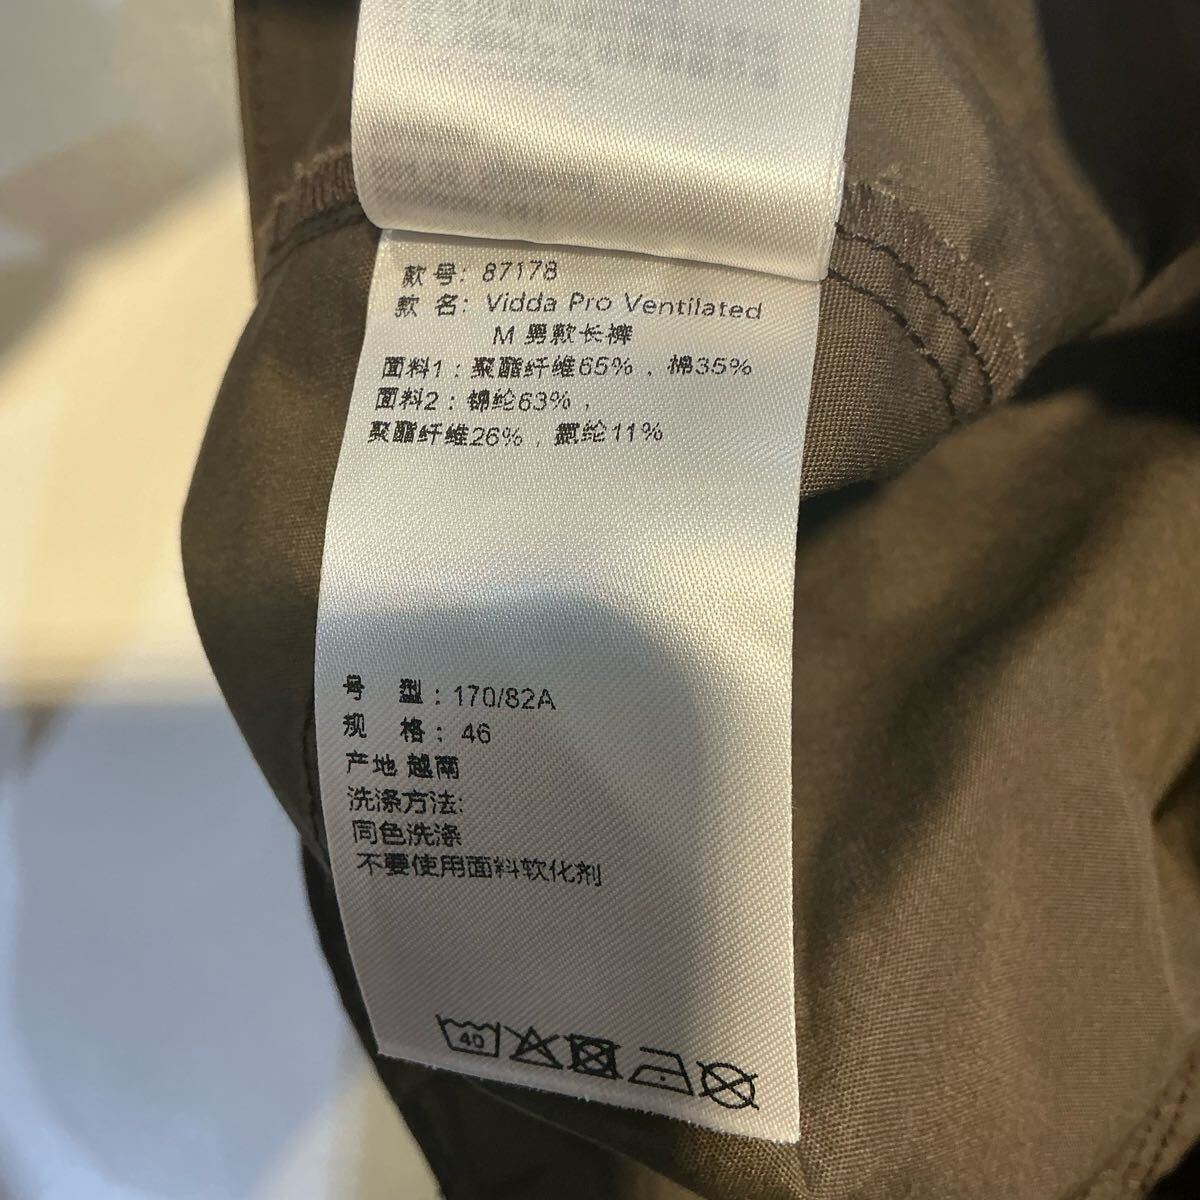 款 号: 87178
款 名: Vidda Pro Ventilated
M 男款长裤
面料1：聚酯纤维65%，棉35%
面料2：锦纶63%，
聚酯纤维26%，氨纶11%
号 型：170/82A
规 格：46
产地 越南
洗涤方法:
同色洗涤
不要使用面料软化剂
40